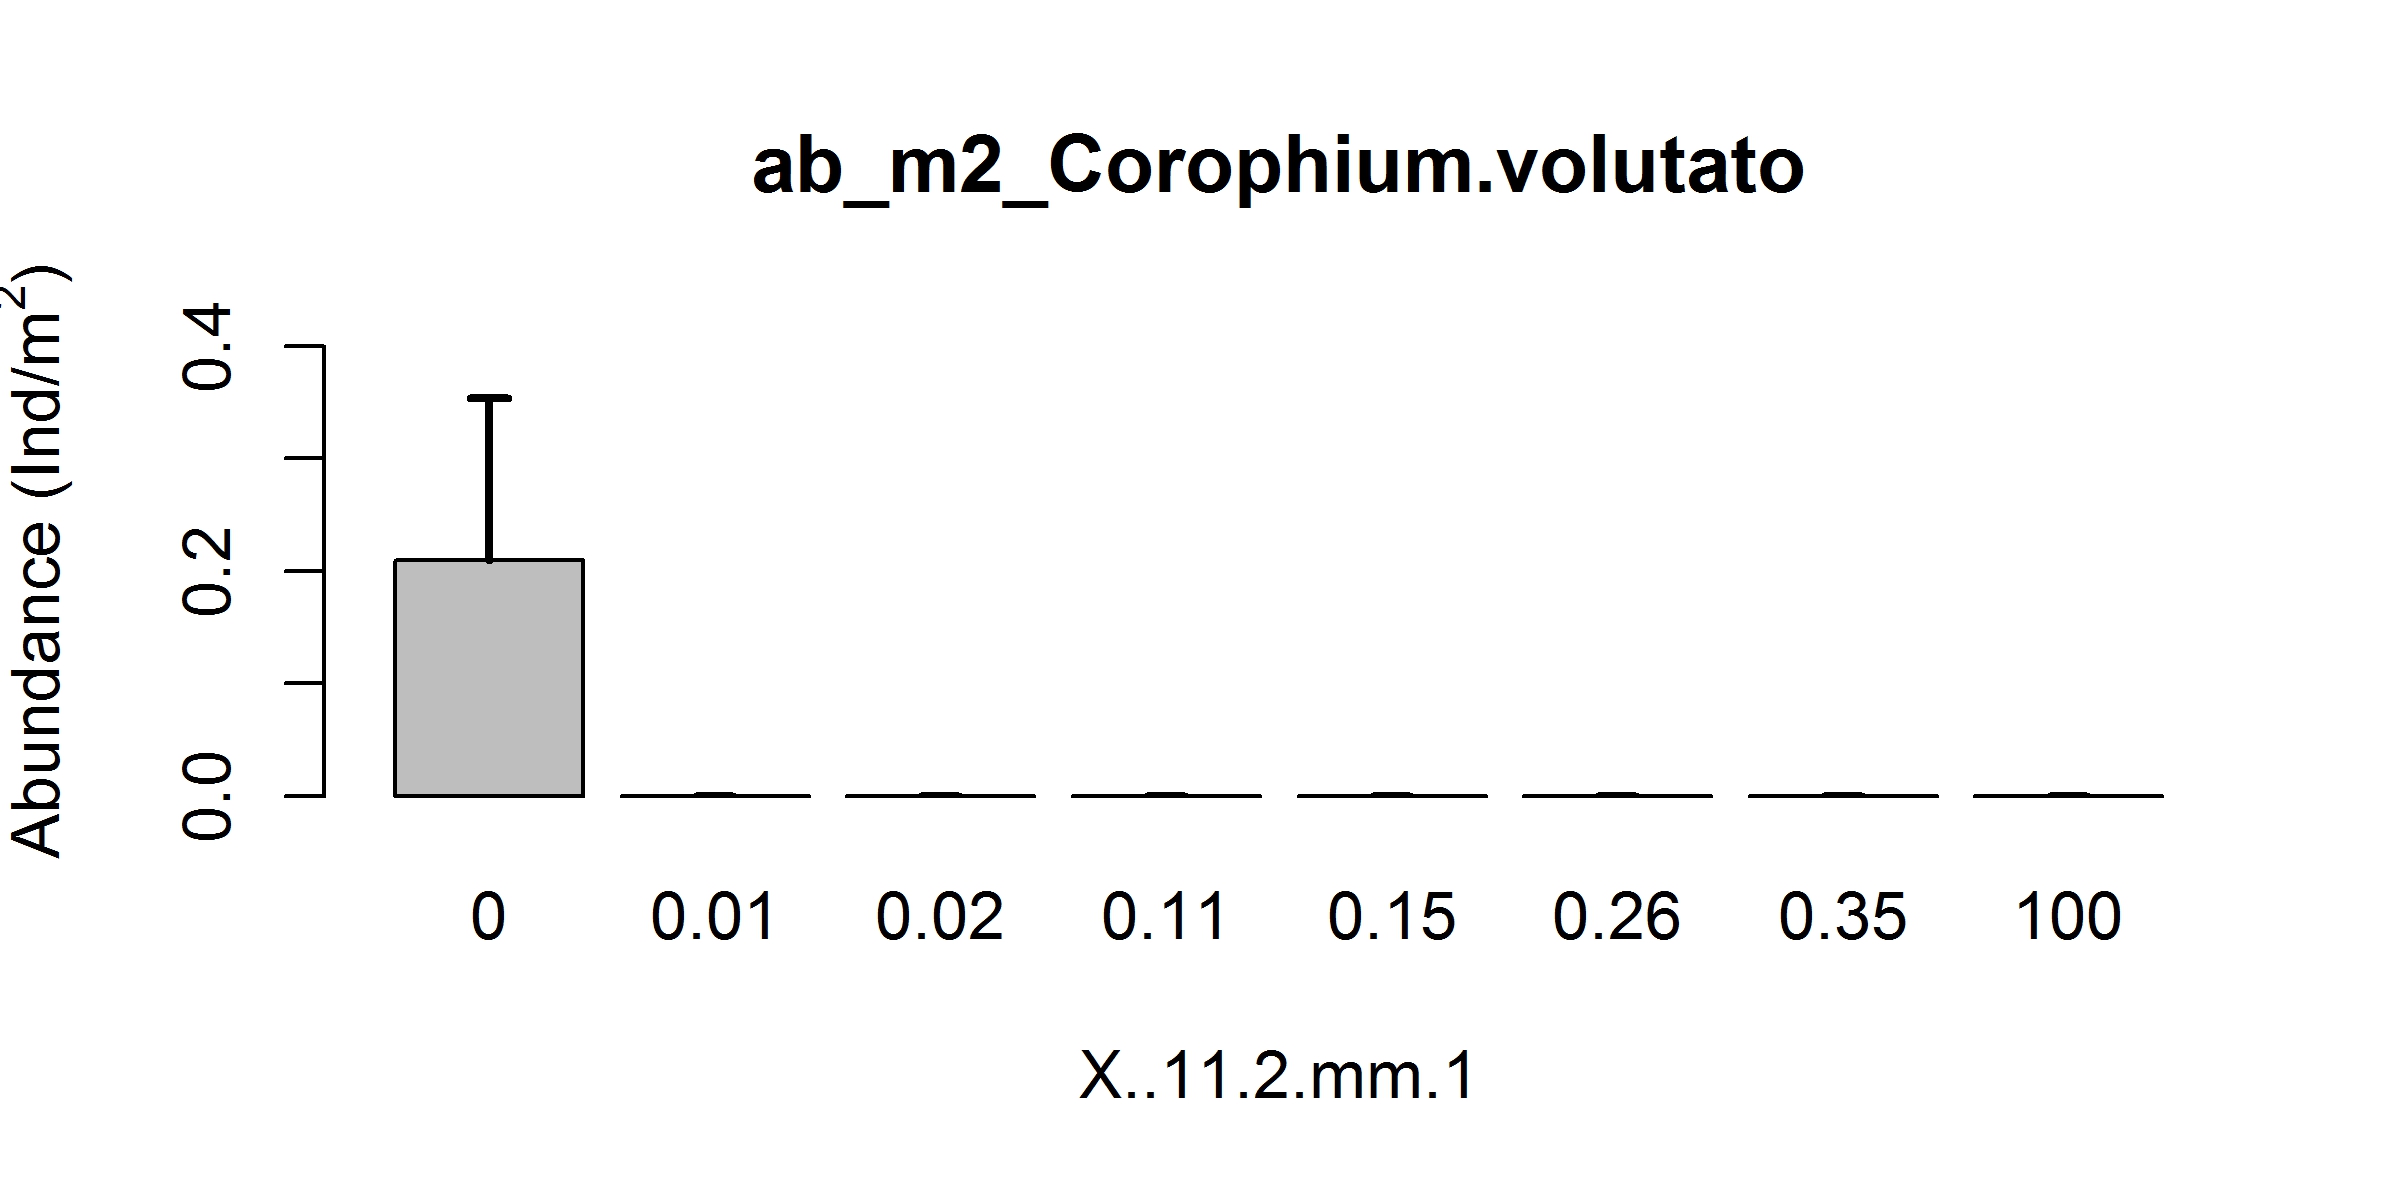 ab_m2_Corophium.volutato
Abundance (Ind/m²)
0.4
0.2
0.0
0 0.01 0.02 0.11 0.15 0.26 0.35 100
X..11.2.mm.1